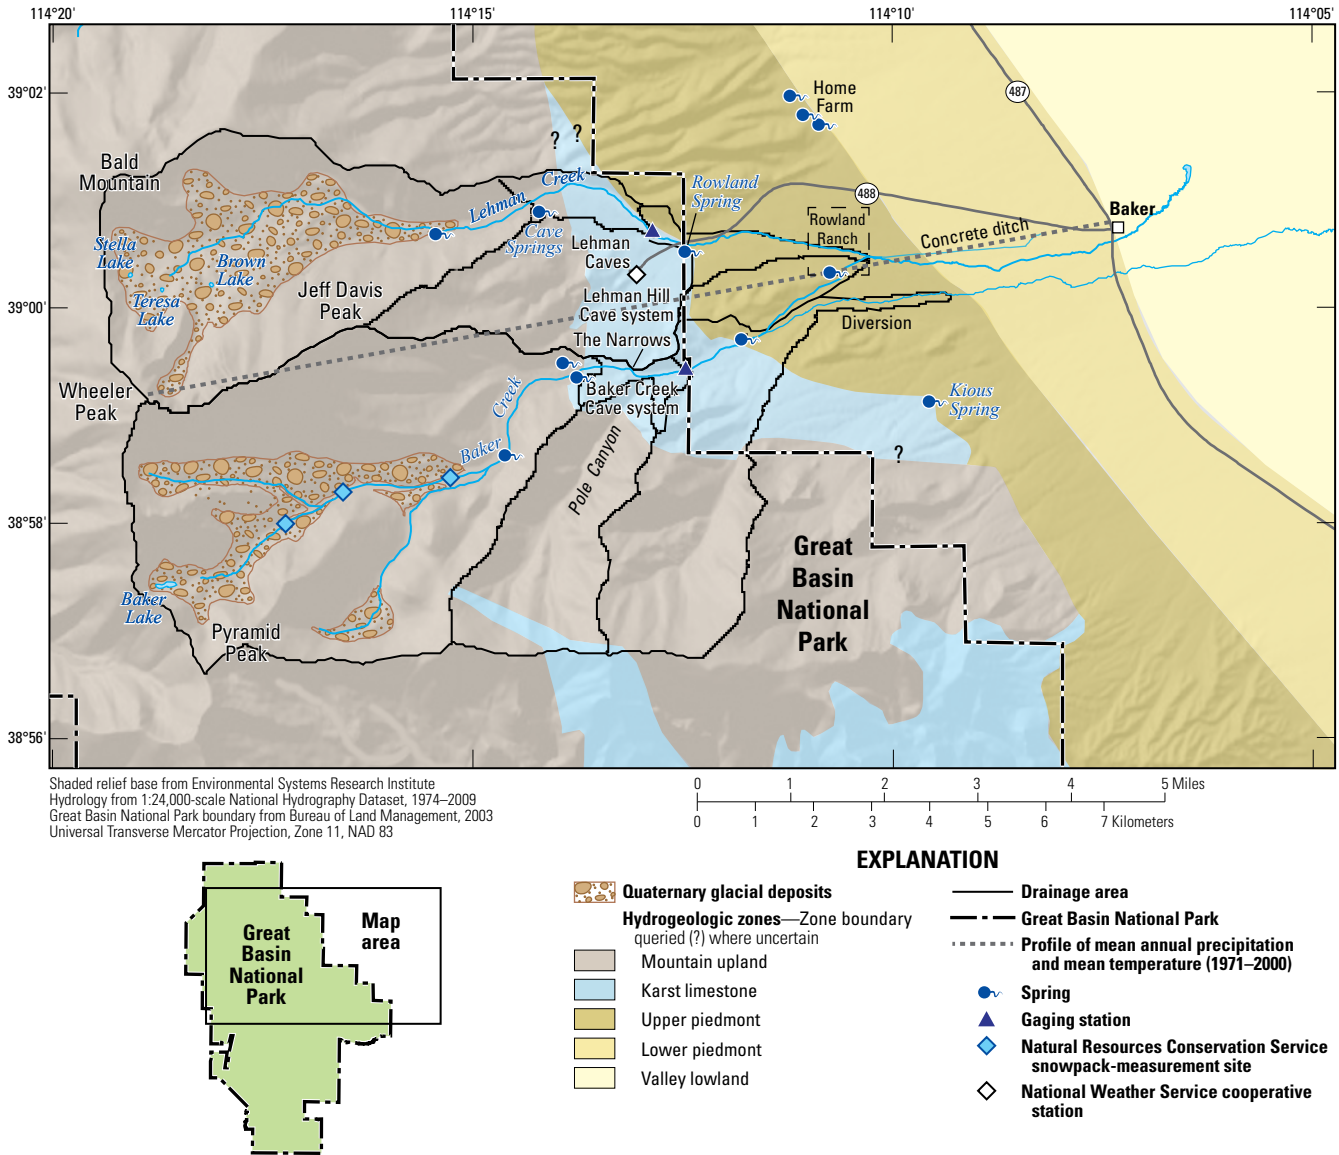 114°20'
114°15'
114°10'
114°05'
39°02'
39°00'
38°58'
38°56'
Home
Farm
487
? ?
Bald
Mountain
Lehman Creek
Rowland
Spring
488
Baker
Rowland
Ranch
Concrete ditch
Cave
Springs
Lehman
Caves
Stella
Lake
Brown
Lake
Teresa
Lake
Jeff Davis
Peak
Lehman Hill
Cave system
Diversion
The Narrows
Wheeler
Peak
Baker Creek
Cave system
Kious
Spring
Baker Creek
?
Pole Canyon
Great
Basin
National
Park
Baker
Lake
Pyramid
Peak
Shaded relief base from Environmental Systems Research Institute
Hydrology from 1:24,000-scale National Hydrography Dataset, 1974–2009
Great Basin National Park boundary from Bureau of Land Management, 2003
Universal Transverse Mercator Projection, Zone 11, NAD 83
0 1 2 3 4 5 Miles
0 1 2 3 4 5 6 7 Kilometers
Great
Basin
National
Park
Map
area
EXPLANATION
Quaternary glacial deposits
Hydrogeologic zones—Zone boundary
queried (?) where uncertain
Mountain upland
Karst limestone
Upper piedmont
Lower piedmont
Valley lowland
Drainage area
Great Basin National Park
Profile of mean annual precipitation
and mean temperature (1971–2000)
Spring
Gaging station
Natural Resources Conservation Service
snowpack-measurement site
National Weather Service cooperative
station